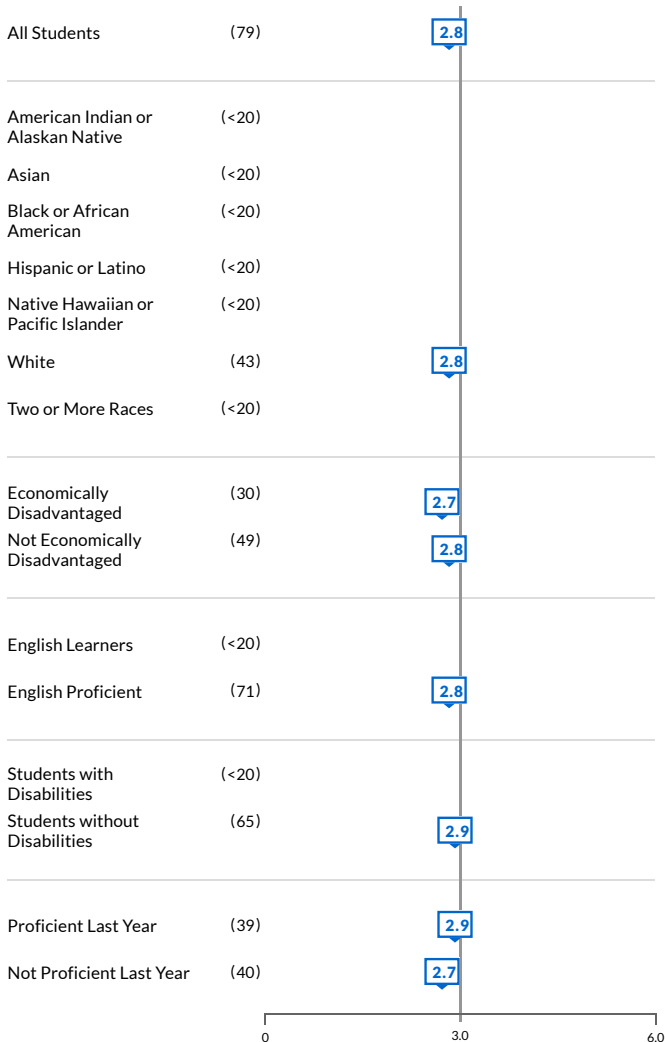 All Students (79) 2.8
American Indian or (<20)
Alaskan Native
Asian (<20)
Black or African (<20)
American
Hispanic or Latino (<20)
Native Hawaiian or (<20)
Pacific Islander
White (43) 2.8
Two or More Races (<20)
Economically (30) 2.7
Disadvantaged
Not Economically (49) 2.8
Disadvantaged
English Learners (<20)
English Proficient (71) 2.8
Students with (<20)
Disabilities
Students without (65) 2.9
Disabilities
Proficient Last Year (39) 2.9
Not Proficient Last Year (40) 2.7
0 3.0 6.0